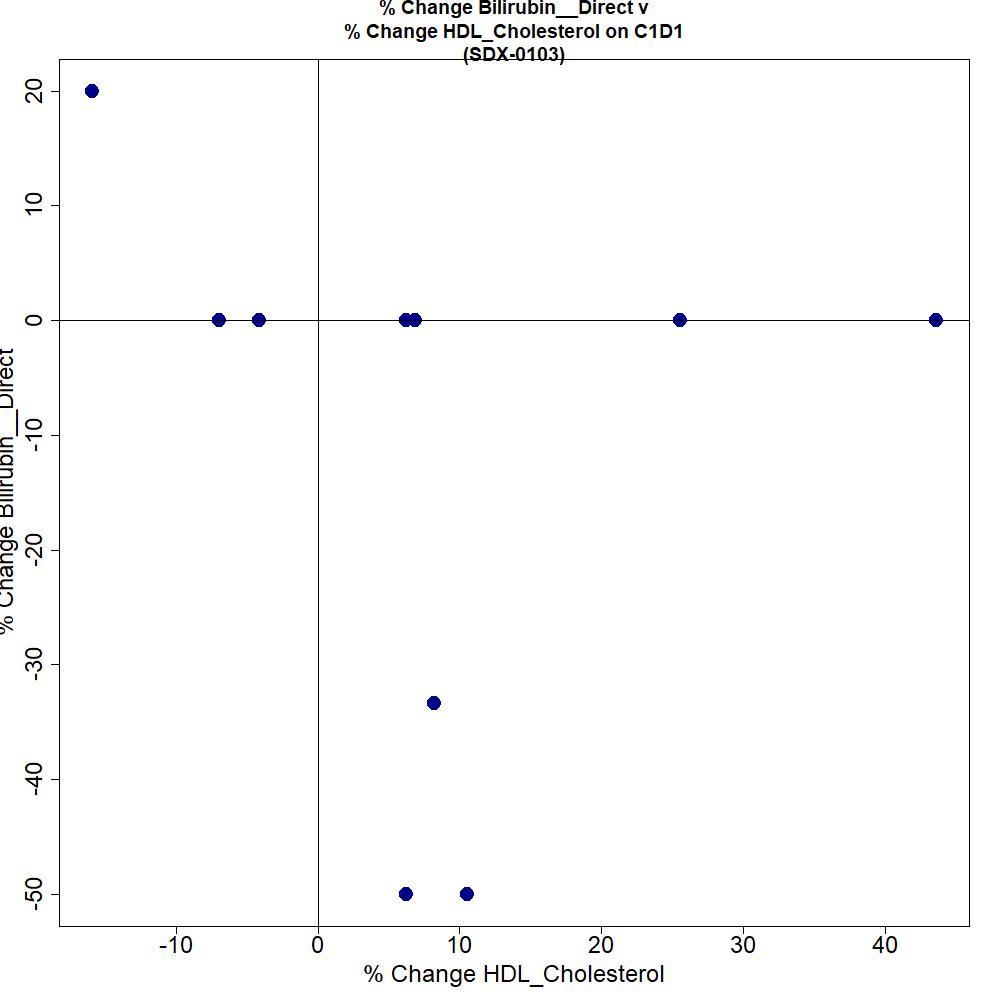 % Change Bilirubin__Direct v
% Change HDL_Cholesterol on C1D1
(SDX-0103)
20
10
0
-10
-20
-30
-40
-50
% Change Bilirubin__Direct
-10
0
10
20
30
40
% Change HDL_Cholesterol